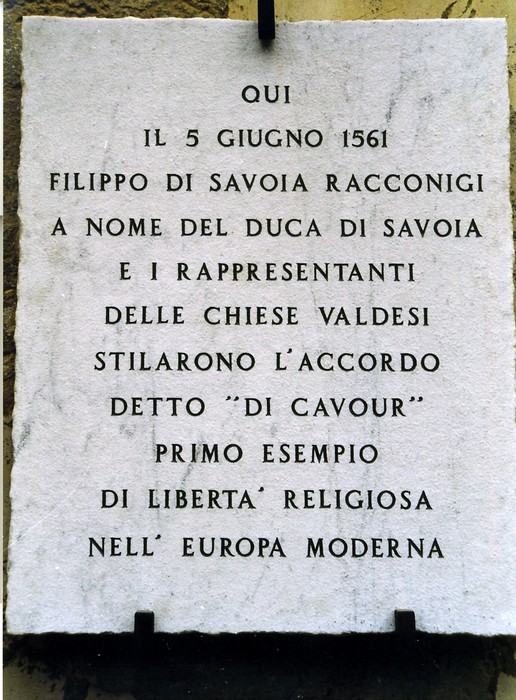 QUI
IL 5 GIUGNO 1561
FILIPPO DI SAVOIA RACCONIGI
A NOME DEL DUCA DI SAVOIA
E I RAPPRESENTANTI
DELLE CHIESE VALDESI
STILARONO L'ACCORDO
DETTO "DI CAVOUR"
PRIMO ESEMPIO
DI LIBERTA' RELIGIOSA
NELL' EUROPA MODERNA